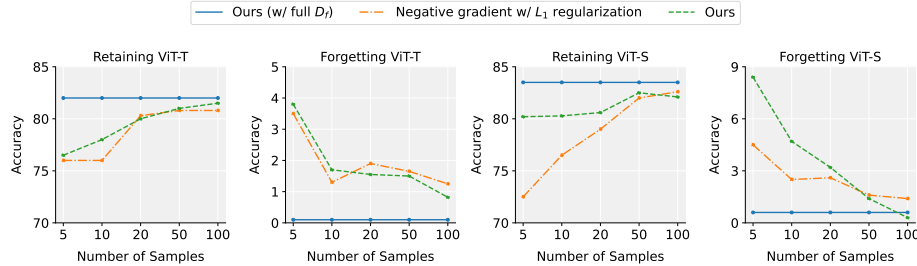 Ours (w/ full D_f) Negative gradient w/ L_1 regularization Ours
Retaining ViT-T
85
80
75
70
5 10 20 50 100
Accuracy
Number of Samples
Forgetting ViT-T
5
4
3
2
1
0
5 10 20 50 100
Accuracy
Number of Samples
Retaining ViT-S
85
80
75
70
5 10 20 50 100
Accuracy
Number of Samples
Forgetting ViT-S
9
6
3
0
5 10 20 50 100
Accuracy
Number of Samples